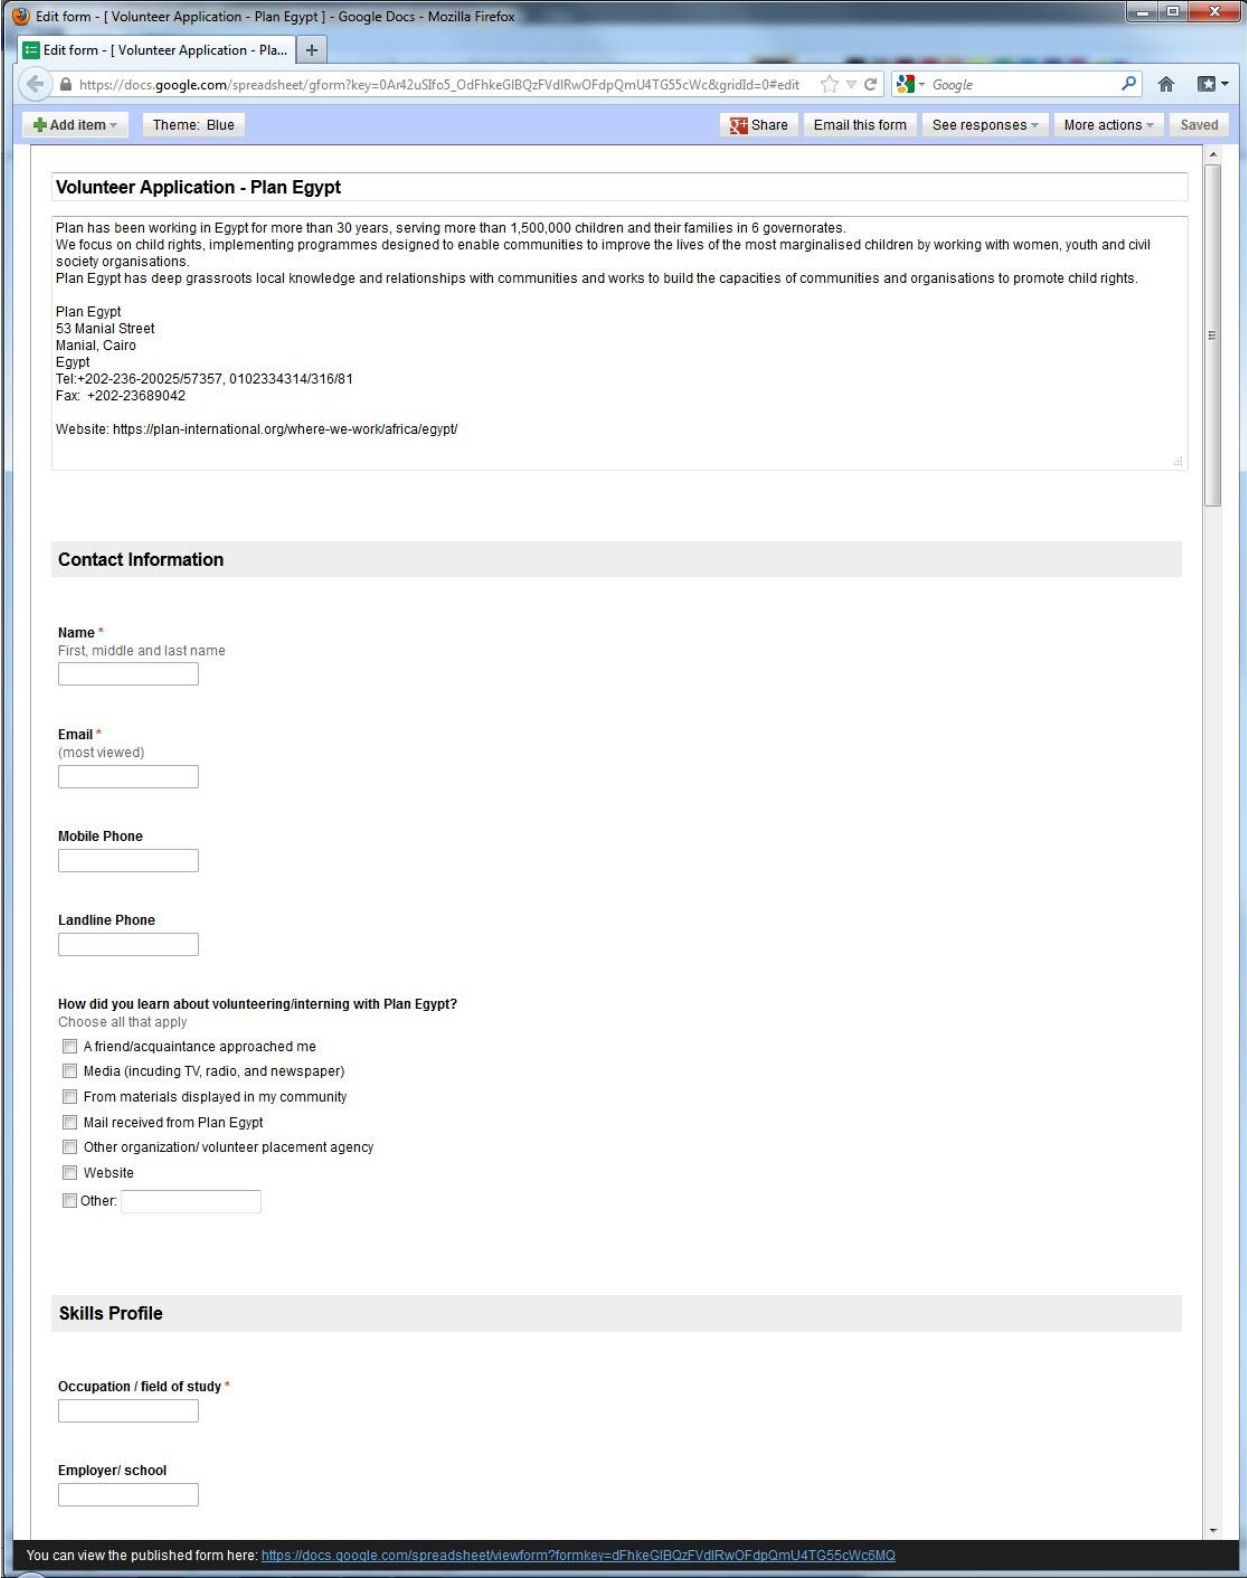 Edit form - [ Volunteer Application - Plan Egypt ] - Google Docs - Mozilla Firefox
Edit form - [ Volunteer Application - Pla...
https://docs.google.com/spreadsheet/gform?key=0Ar42uSIfo5_OdFhkeGlBQzFVdlRwOFdpQmU4TG55cWc&gridId=0#edit
Google
Add item Theme: Blue Share Email this form See responses More actions Saved
Volunteer Application - Plan Egypt
Plan has been working in Egypt for more than 30 years, serving more than 1,500,000 children and their families in 6 governorates.
We focus on child rights, implementing programmes designed to enable communities to improve the lives of the most marginalised children by working with women, youth and civil
society organisations.
Plan Egypt has deep grassroots local knowledge and relationships with communities and works to build the capacities of communities and organisations to promote child rights.
Plan Egypt
53 Manial Street
Manial, Cairo
Egypt
Tel:+202-236-20025/57357, 0102334314/316/81
Fax: +202-23689042
Website: https://plan-international.org/where-we-work/africa/egypt/
Contact Information
Name *
First, middle and last name
Email *
(most viewed)
Mobile Phone
Landline Phone
How did you learn about volunteering/interning with Plan Egypt?
Choose all that apply
A friend/acquaintance approached me
Media (incuding TV, radio, and newspaper)
From materials displayed in my community
Mail received from Plan Egypt
Other organization/ volunteer placement agency
Website
Other:
Skills Profile
Occupation / field of study *
Employer/ school
You can view the published form here: https://docs.google.com/spreadsheet/viewform?formkey=dFhkeGlBQzFVdlRwOFdpQmU4TG55cWc6MQ